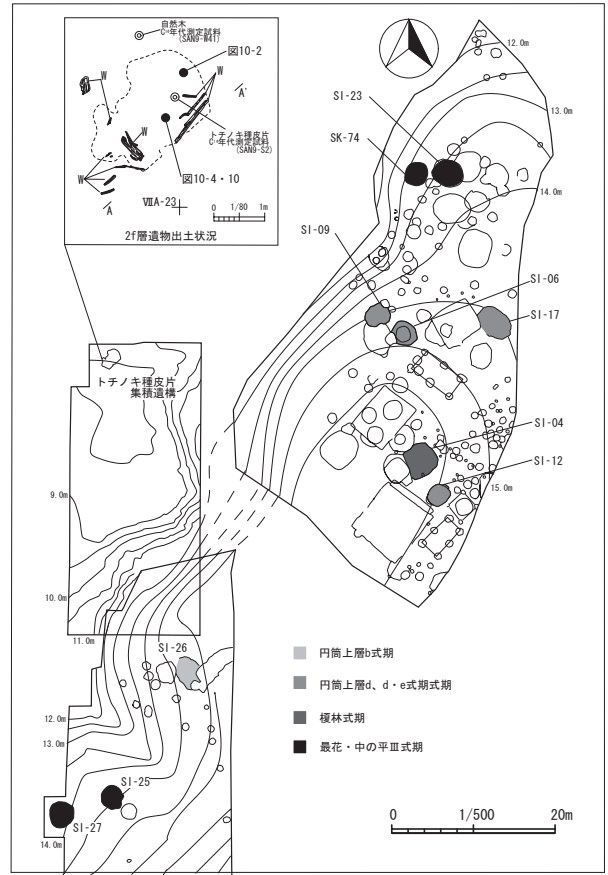 自然木
C¹⁴年代測定試料
(SAN9-W41)
図10-2
W
W
A'
W
トチノキ種皮片
C¹⁴年代測定試料
(SAN9-S2)
W
A
図10-4・10
ⅦA-23
0 1/80 1m
2f層遺物出土状況
12.0m
13.0m
14.0m
SI-23
SK-74
SI-09
SI-06
SI-17
SI-04
SI-12
15.0m
トチノキ種皮片
集積遺構
9.0m
10.0m
11.0m
SI-26
12.0m
13.0m
SI-25
SI-27
14.0m
円筒上層b式期
円筒上層d、d・e式期式期
榎林式期
最花・中の平Ⅲ式期
0 1/500 20m